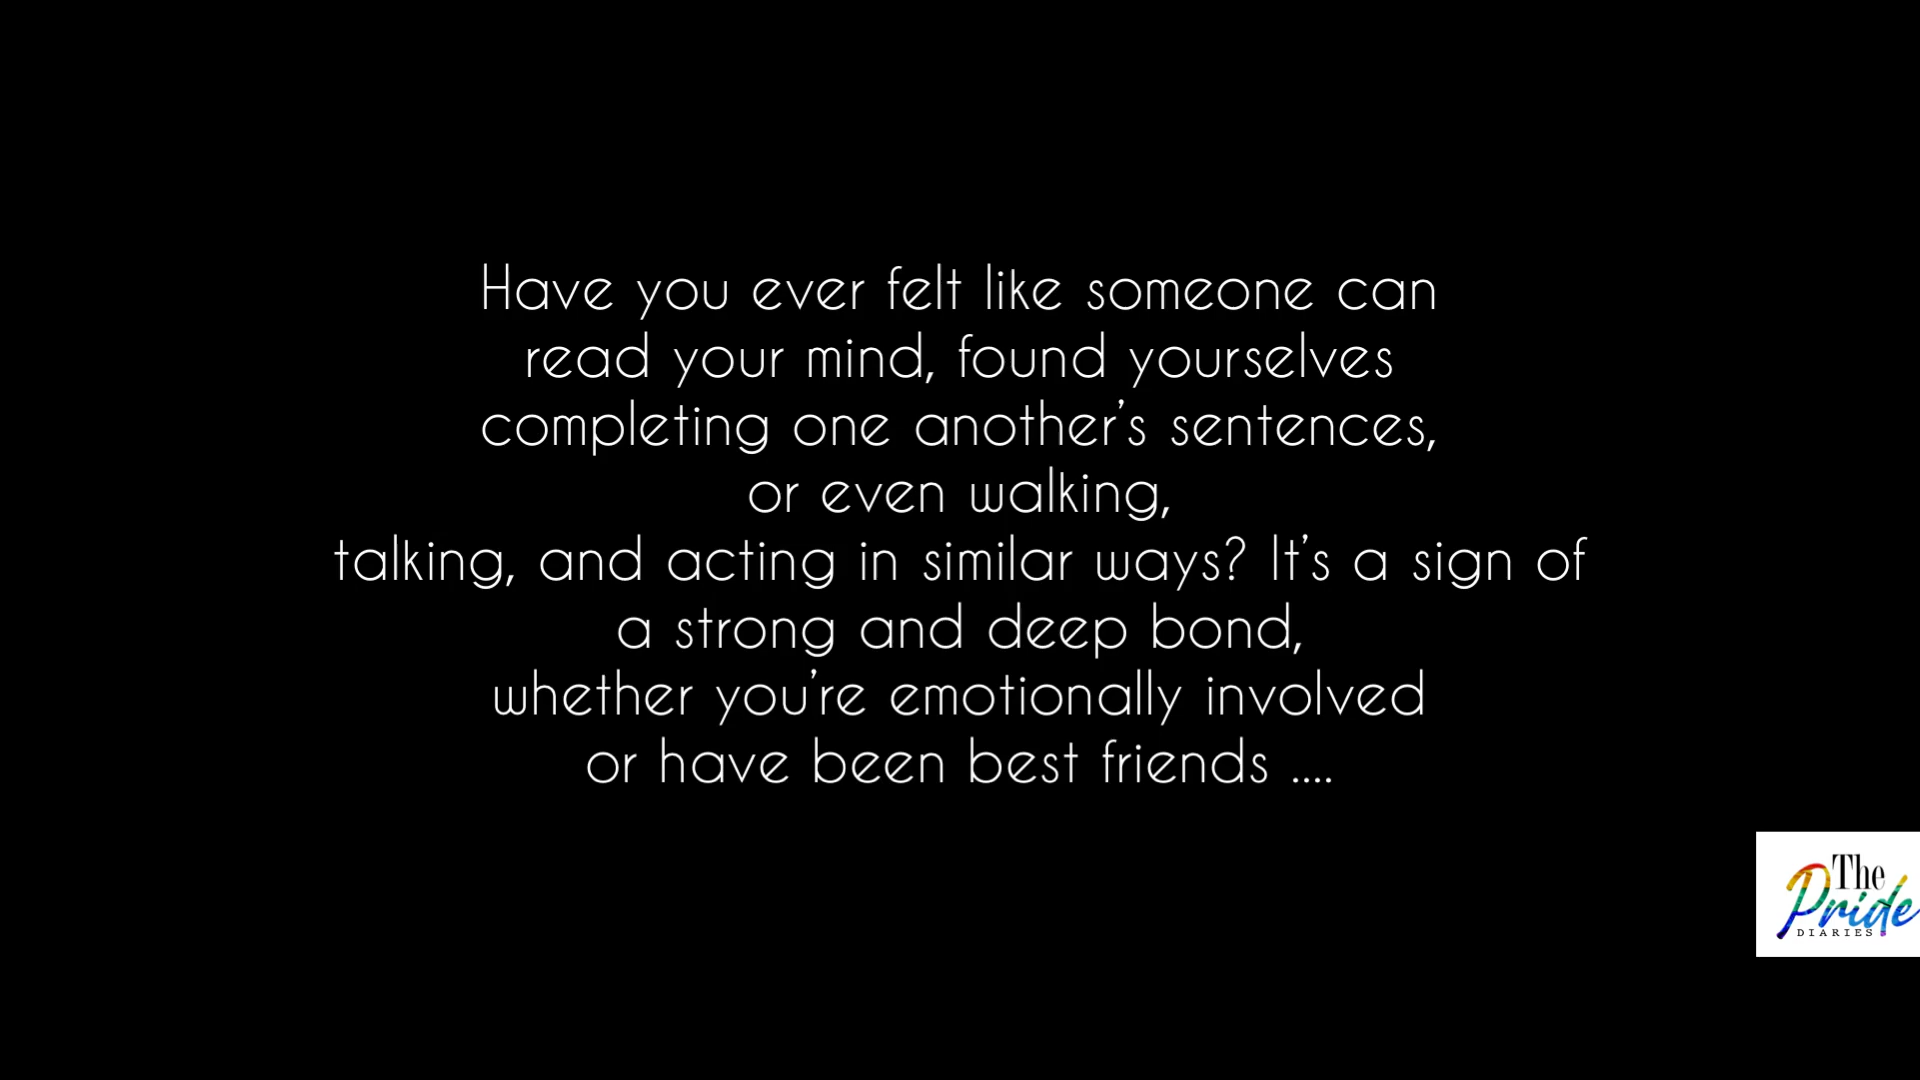 Have you ever felt like someone can
read your mind, found yourselves
completing one another's sentences,
or even walking,
talking, and acting in similar ways? It's a sign of
a strong and deep bond,
whether you're emotionally involved
or have been best friends ....
The
Pride
DIARIES